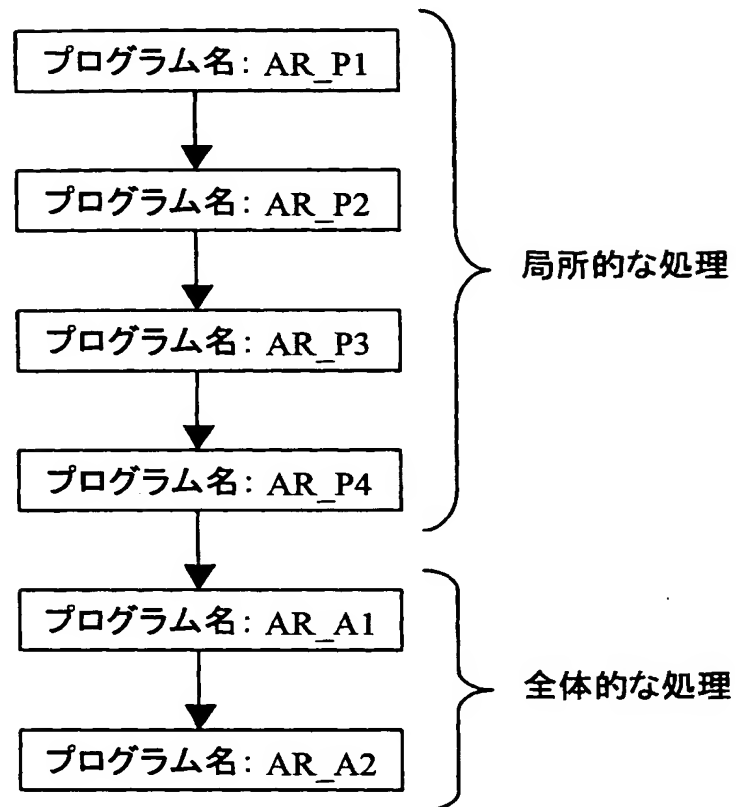 プログラム名: AR_P1
プログラム名: AR_P2
局所的な処理
プログラム名: AR_P3
プログラム名: AR_P4
プログラム名: AR_A1
全体的な処理
プログラム名: AR_A2